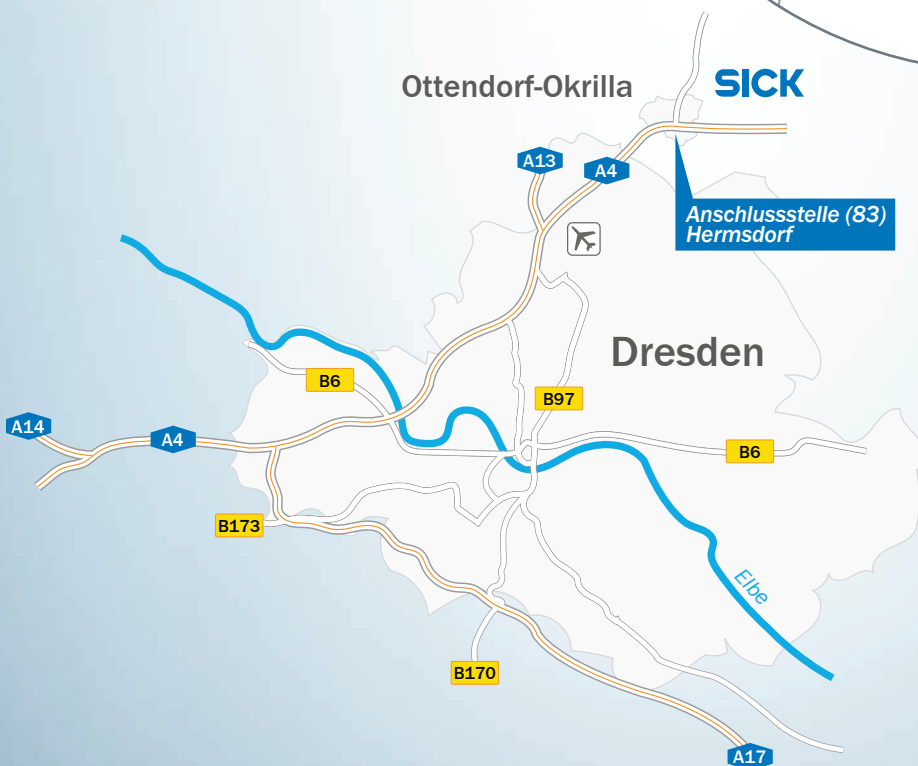 Ottendorf-Okrilla
SICK
A13
A4
Anschlussstelle (83)
Hermsdorf
Dresden
B6
B97
A14
A4
B6
B173
Elbe
B170
A17